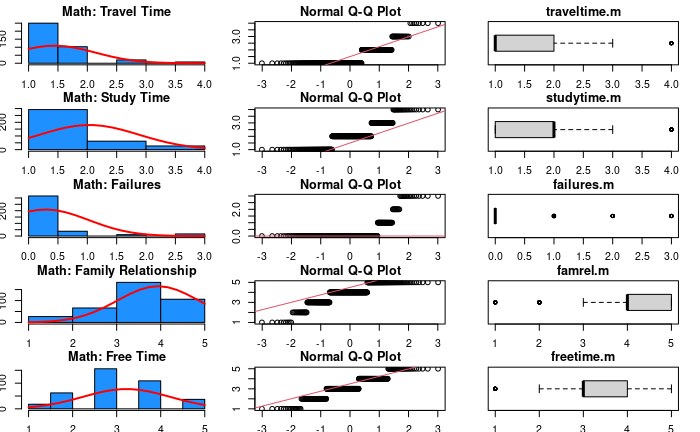 Math: Travel Time Normal Q-Q Plot traveltime.m
0 150
1.0 1.5 2.0 2.5 3.0 3.5 4.0
1.0 3.0
-3 -2 -1 0 1 2 3
1.0 1.5 2.0 2.5 3.0 3.5 4.0
Math: Study Time Normal Q-Q Plot studytime.m
0 200
1.0 1.5 2.0 2.5 3.0 3.5 4.0
1.0 3.0
-3 -2 -1 0 1 2 3
1.0 1.5 2.0 2.5 3.0 3.5 4.0
Math: Failures Normal Q-Q Plot failures.m
0 200
0.0 0.5 1.0 1.5 2.0 2.5 3.0
0.0 2.0
-3 -2 -1 0 1 2 3
0.0 0.5 1.0 1.5 2.0 2.5 3.0
Math: Family Relationship Normal Q-Q Plot famrel.m
0 100
1 2 3 4 5
1 3 5
-3 -2 -1 0 1 2 3
1 2 3 4 5
Math: Free Time Normal Q-Q Plot freetime.m
0 100
1 2 3 4 5
1 3 5
-3 -2 -1 0 1 2 3
1 2 3 4 5